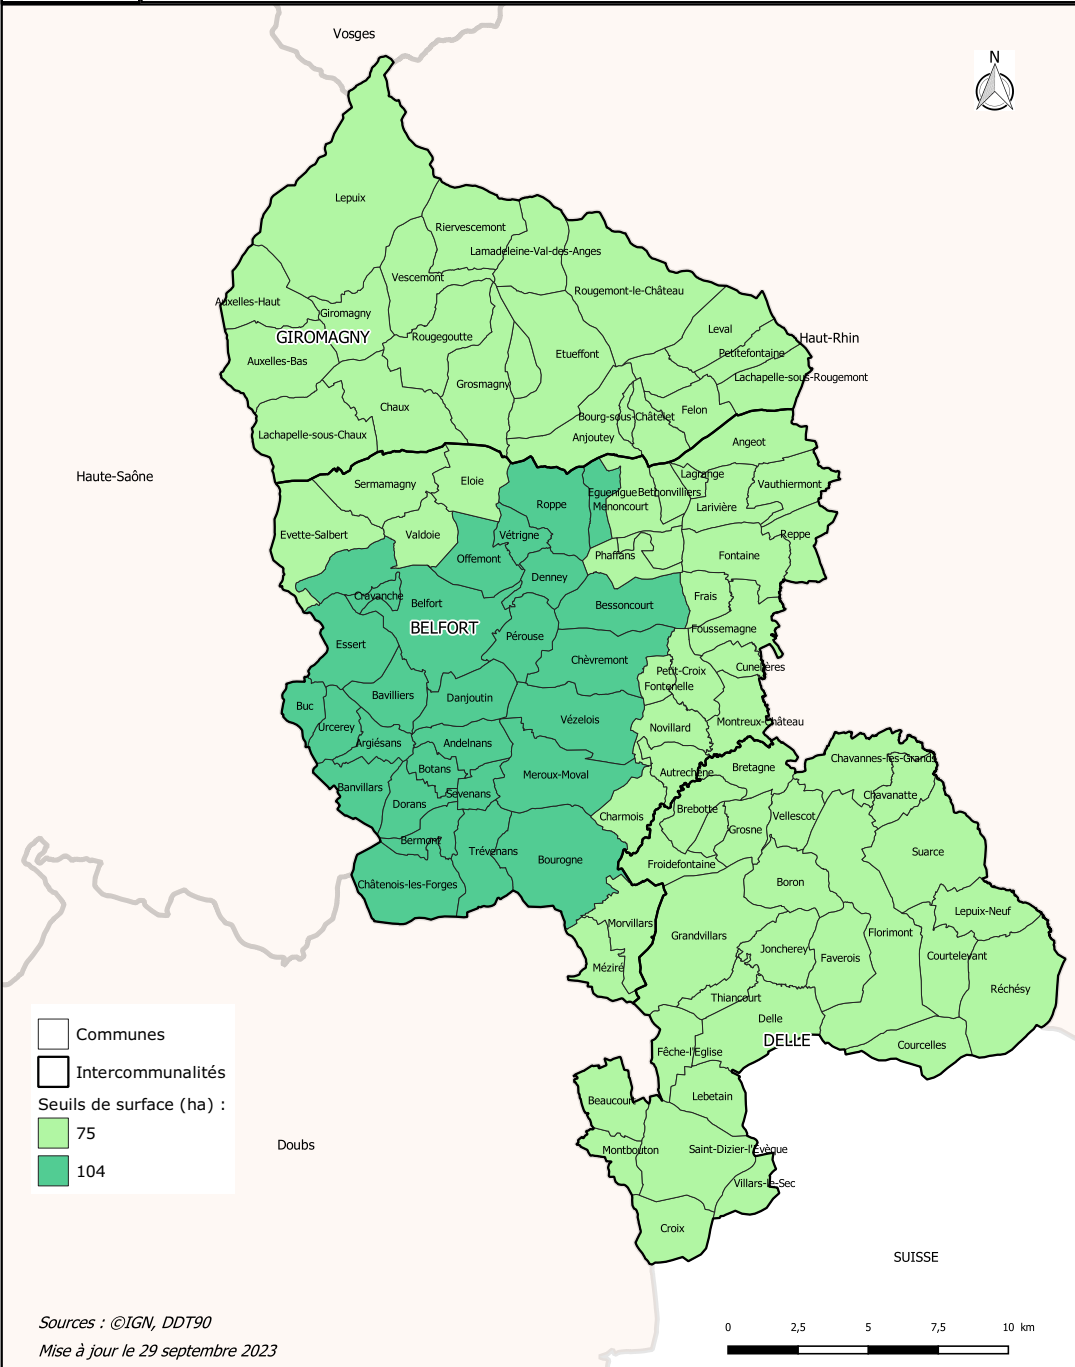 Vosges
N
Lepuix
Riervescemont
Lamadeleine-Val-des-Anges
Vescemont
Rougemont-le-Château
Auxelles-Haut
Giromagny
GIROMAGNY
Rougegoutte
Leval
Haut-Rhin
Etueffont
Petitefontaine
Auxelles-Bas
Grosmagny
Lachapelle-sous-Rougemont
Chaux
Felon
Bourg-sous-Châtelet
Lachapelle-sous-Chaux
Anjoutey
Angeot
Haute-Saône
Sermamagny
Eloie
Lagrange
Vauthiermont
Eguenigue
Bethonvilliers
Roppe
Menoncourt
Larivière
Evette-Salbert
Valdoie
Vétrigne
Reppe
Offemont
Phaffans
Fontaine
Denney
Cravanche
Belfort
Bessoncourt
Frais
BELFORT
Foussemagne
Pérouse
Essert
Chèvremont
Cunelières
Petit-Croix
Fontenelle
Bavilliers
Danjoutin
Buc
Vézelois
Montreux-Château
Urcerey
Novillard
Argiésans
Andelnans
Chavannes-les-Grands
Botans
Meroux-Moval
Autrechêne
Bretagne
Banvillars
Sévenans
Chavanatte
Dorans
Brebotte
Charmois
Vellescot
Grosne
Bermont
Trévenans
Suarce
Bourogne
Froidefontaine
Châtenois-les-Forges
Boron
Lepuix-Neuf
Morvillars
Grandvillars
Florimont
Joncherey
Faverois
Courtelevant
Méziré
Réchésy
Thiancourt
Delle
DELLE
Courcelles
Fêche-l'Eglise
Lebetain
Beaucourt
Montbouton
Saint-Dizier-l'Evèque
Villars-le-Sec
Croix
Communes
Intercommunalités
Seuils de surface (ha) :
75
104
Doubs
SUISSE
Sources : ©IGN, DDT90
Mise à jour le 29 septembre 2023
0 2,5 5 7,5 10 km